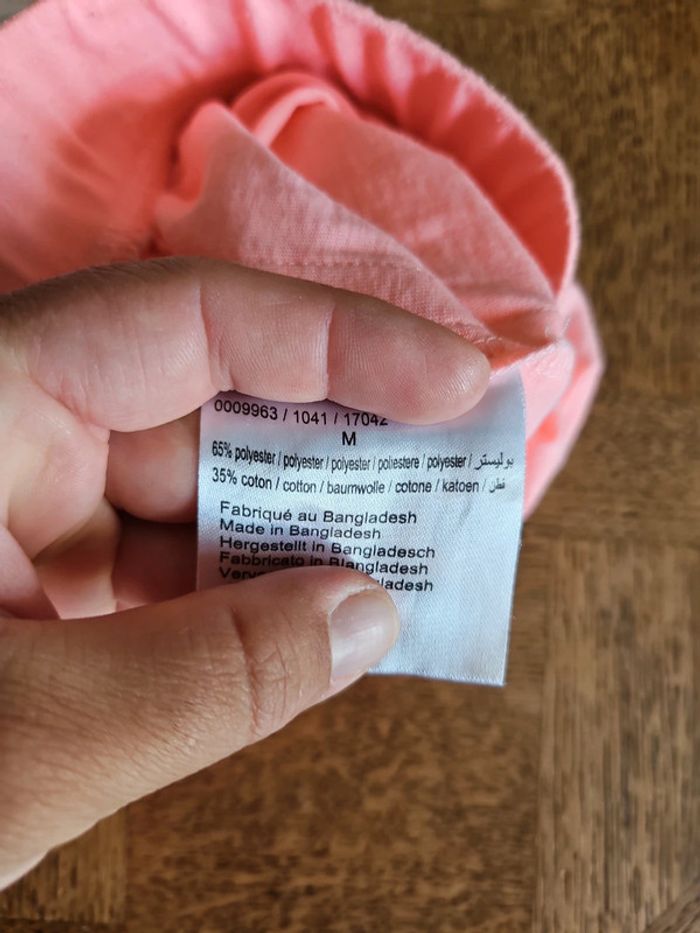 0009963 / 1041 / 17042
M
65% polyester / polyester / polyester / poliestere / polyester / بوليستر
35% coton / cotton / baumwolle / cotone / katoen / قطن
Fabriqué au Bangladesh
Made in Bangladesh
Hergestellt in Bangladesch
Fabbricato in Blangladesh